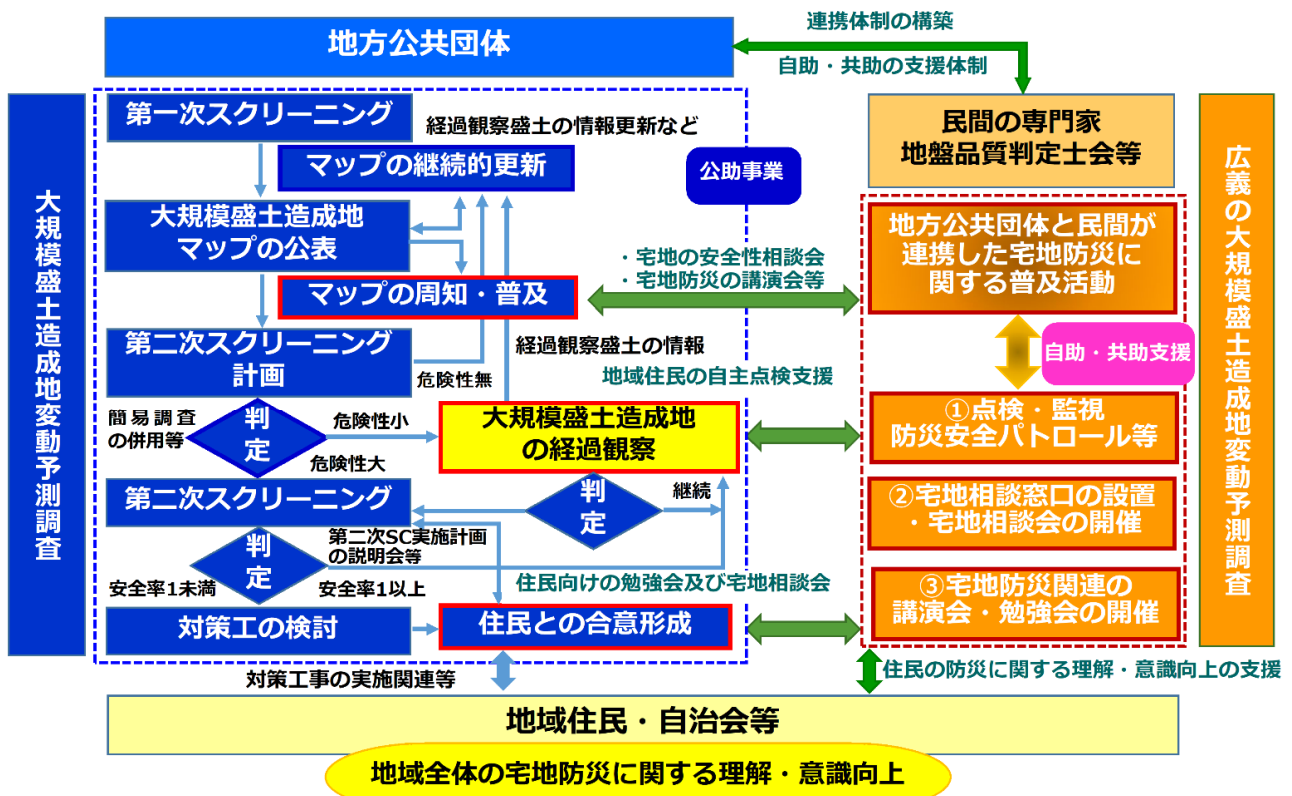 連携体制の構築
地方公共団体
自助・共助の支援体制
大規模盛土造成地変動予測調査
第一次スクリーニング
経過観察盛土の情報更新など
マップの継続的更新
公助事業
大規模盛土造成地
マップの公表
・宅地の安全性相談会
・宅地防災の講演会等
マップの周知・普及
第二次スクリーニング
計画
危険性無
経過観察盛土の情報
地域住民の自主点検支援
簡易調査
の併用等
判
定
危険性小
危険性大
大規模盛土造成地
の経過観察
第二次スクリーニング
判
定
継続
第二次SC実施計画
の説明会等
判
定
安全率1未満
安全率1以上
住民向けの勉強会及び宅地相談会
対策工の検討
住民との合意形成
対策工事の実施関連等
民間の専門家
地盤品質判定士会等
広義の大規模盛土造成地変動予測調査
地方公共団体と民間が
連携した宅地防災に
関する普及活動
自助・共助支援
①点検・監視
防災安全パトロール等
②宅地相談窓口の設置
・宅地相談会の開催
③宅地防災関連の
講演会・勉強会の開催
住民の防災に関する理解・意識向上の支援
地域住民・自治会等
地域全体の宅地防災に関する理解・意識向上